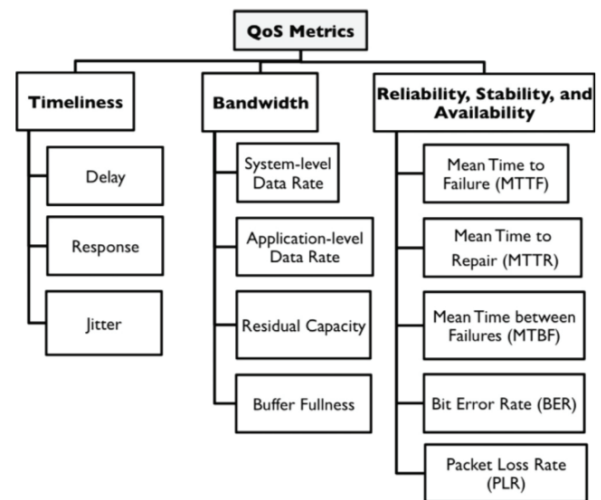 QoS Metrics
Timeliness
Delay
Response
Jitter
Bandwidth
System-level
Data Rate
Application-level
Data Rate
Residual Capacity
Buffer Fullness
Reliability, Stability, and
Availability
Mean Time to
Failure (MTTF)
Mean Time to
Repair (MTTR)
Mean Time between
Failures (MTBF)
Bit Error Rate (BER)
Packet Loss Rate
(PLR)